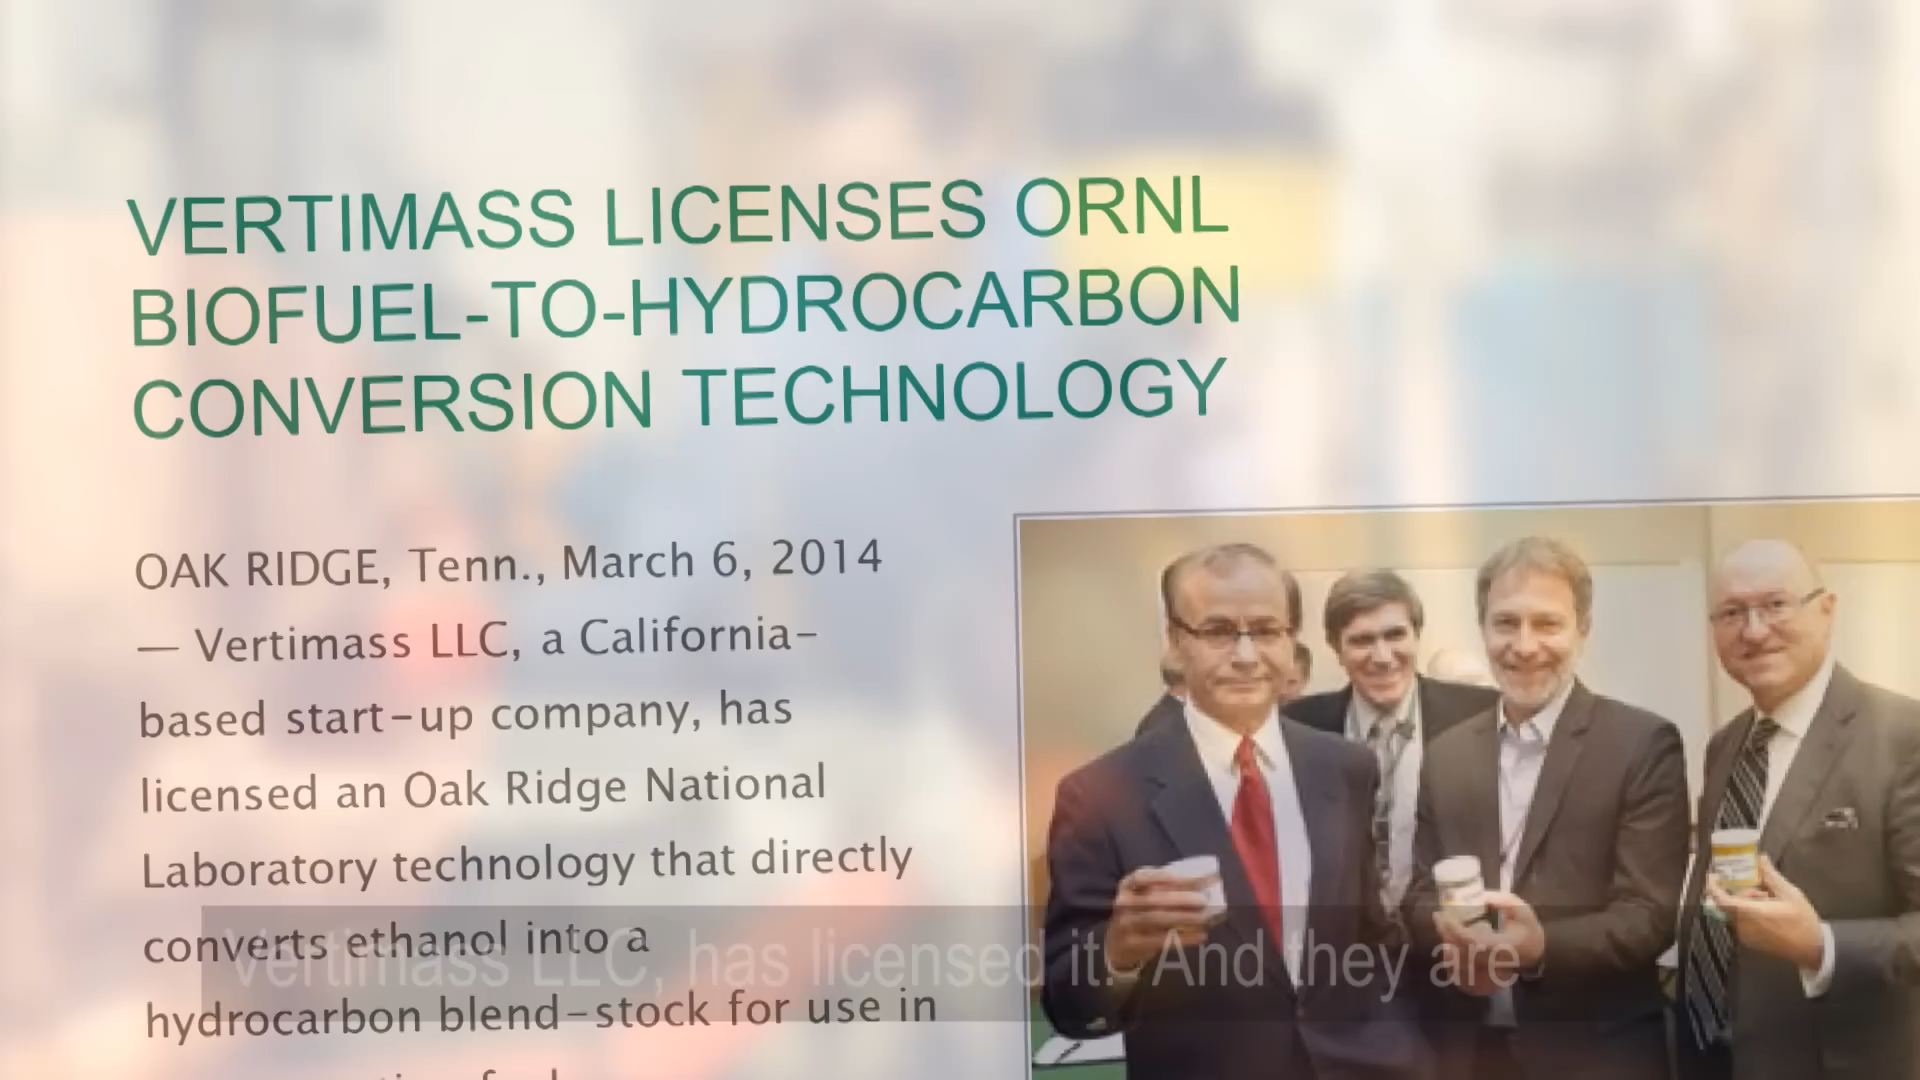 VERTIMASS LICENSES ORNL
BIOFUEL-TO-HYDROCARBON
CONVERSION TECHNOLOGY
OAK RIDGE, Tenn., March 6, 2014
— Vertimass LLC, a California-
based start-up company, has
licensed an Oak Ridge National
Laboratory technology that directly
converts ethanol into a
hydrocarbon blend-stock for use in
Vertimass LLC, has licensed it. And they are